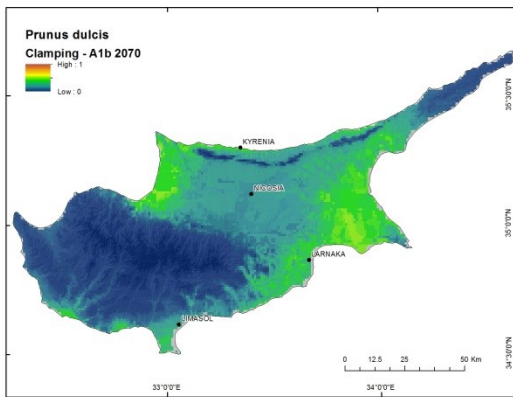 Prunus dulcis
Clamping - A1b 2070
High : 1
Low : 0
KYRENIA
NICOSIA
LARNAKA
LIMASOL
35°30'0"N
35°0'0"N
34°30'0"N
0 12.5 25 50 Km
33°0'0"E 34°0'0"E